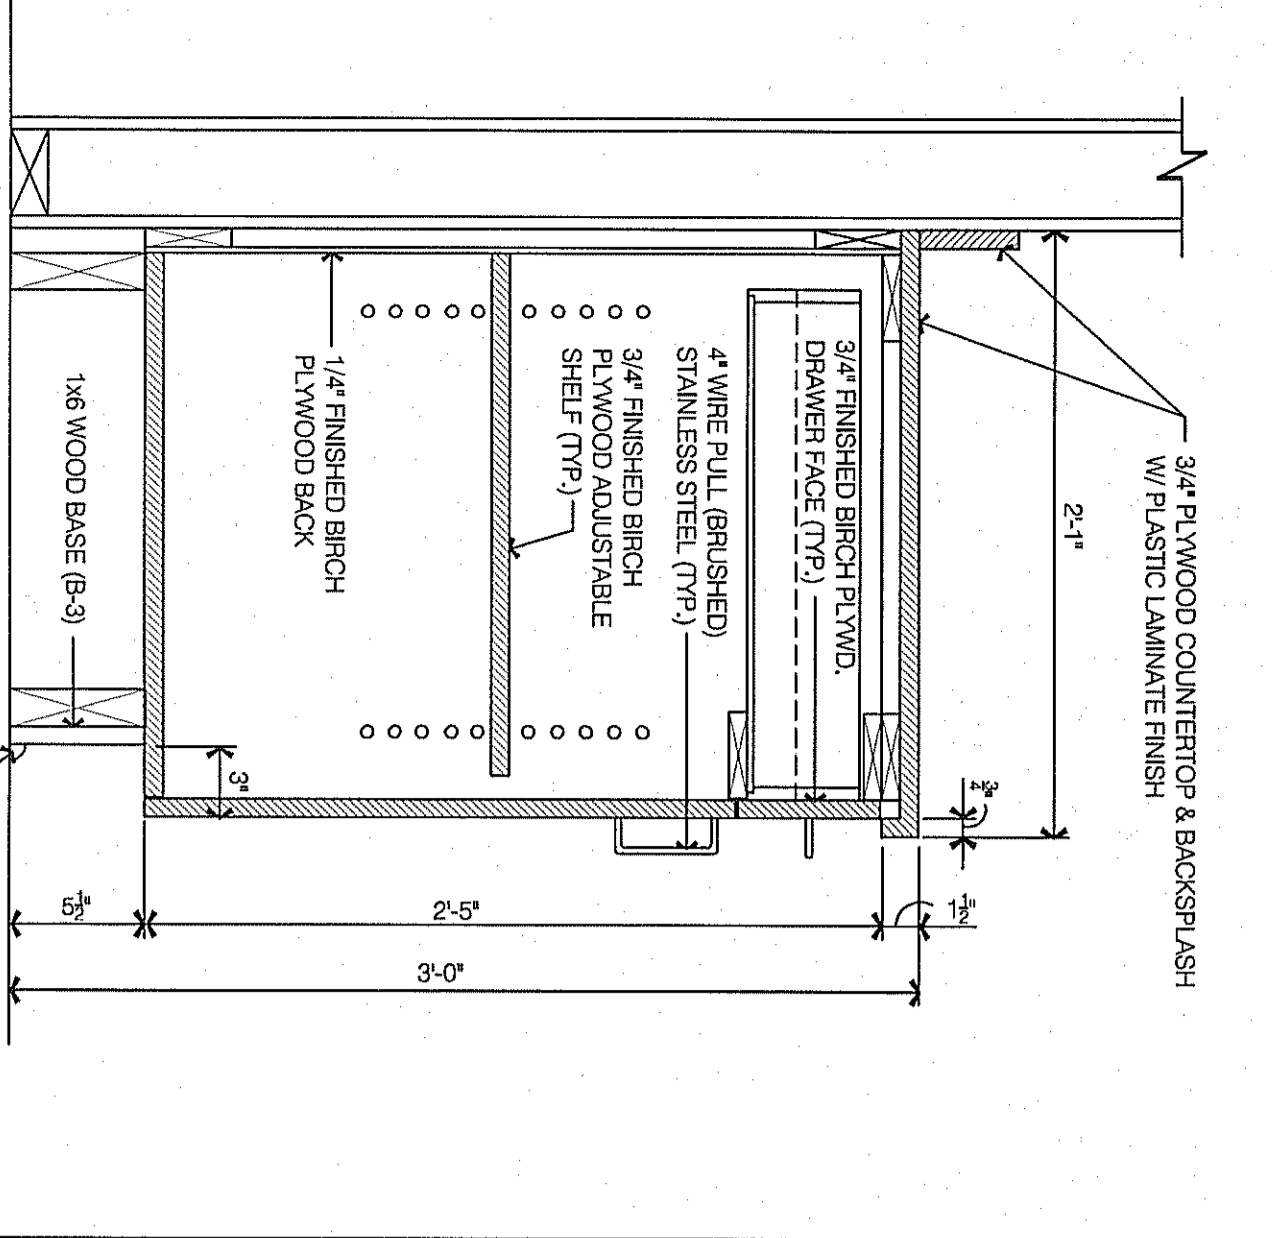 3/4" PLYWOOD COUNTERTOP & BACKSPLASH
W/ PLASTIC LAMINATE FINISH
2'-1"
3/4"
1 1/2"
3/4" FINISHED BIRCH PLYWD.
DRAWER FACE (TYP.)
4" WIRE PULL (BRUSHED)
STAINLESS STEEL (TYP.)
3/4" FINISHED BIRCH
PLYWOOD ADJUSTABLE
SHELF (TYP.)
2'-5"
3'-0"
1/4" FINISHED BIRCH
PLYWOOD BACK
3"
1x6 WOOD BASE (B-3)
5 1/2"